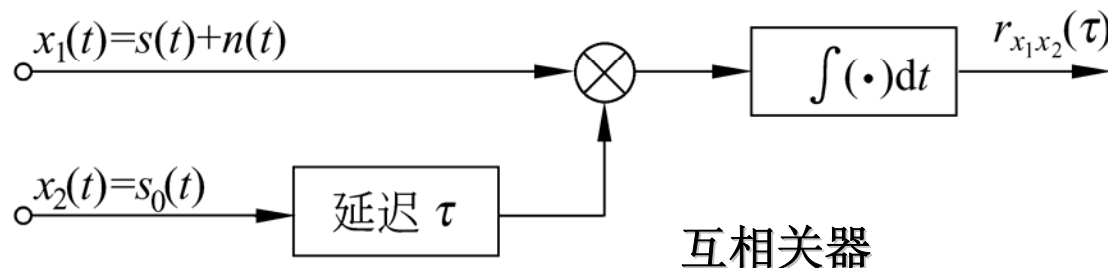 x₁(t)=s(t)+n(t)
r_{x₁x₂}(τ)
∫(·)dt
x₂(t)=s₀(t)
延迟 τ
互相关器